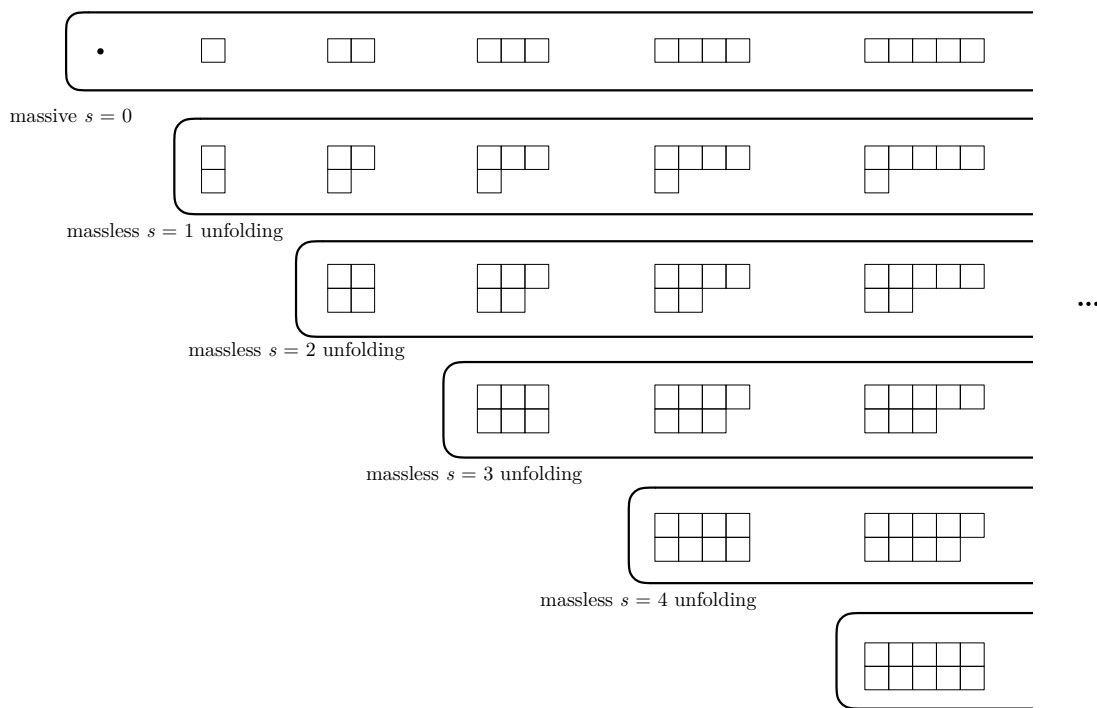 massive s = 0
massless s = 1 unfolding
massless s = 2 unfolding
...
massless s = 3 unfolding
massless s = 4 unfolding